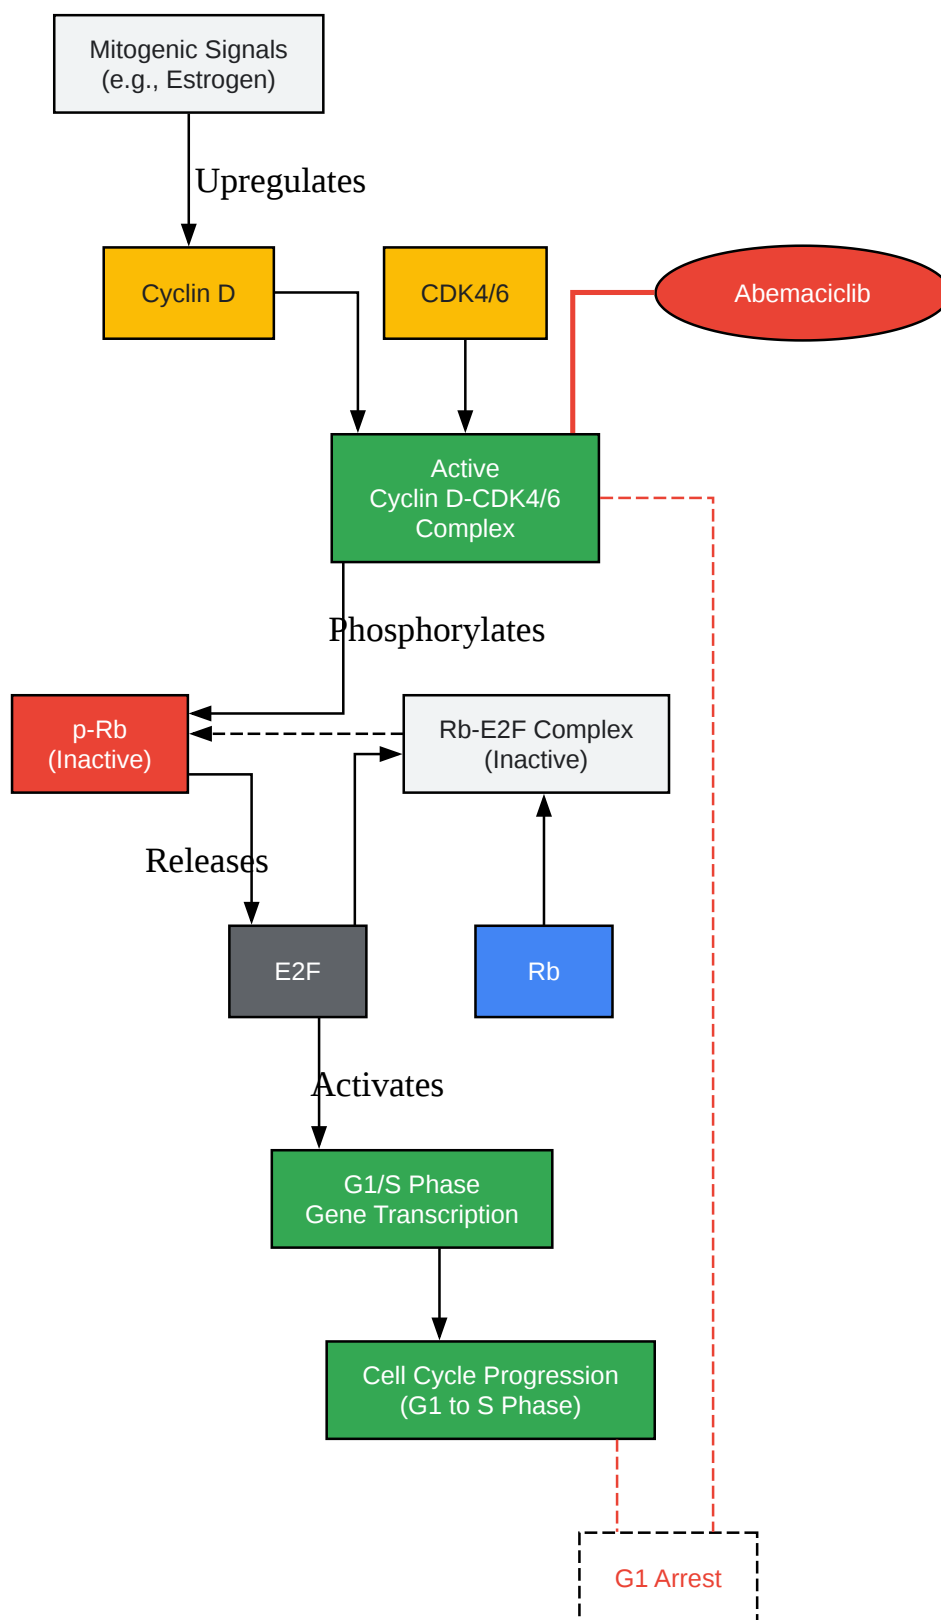 Mitogenic Signals
(e.g., Estrogen)
Upregulates
Cyclin D
CDK4/6
Abemaciclib
Active
Cyclin D-CDK4/6
Complex
Phosphorylates
p-Rb
(Inactive)
Rb-E2F Complex
(Inactive)
Releases
E2F
Rb
Activates
G1/S Phase
Gene Transcription
Cell Cycle Progression
(G1 to S Phase)
G1 Arrest